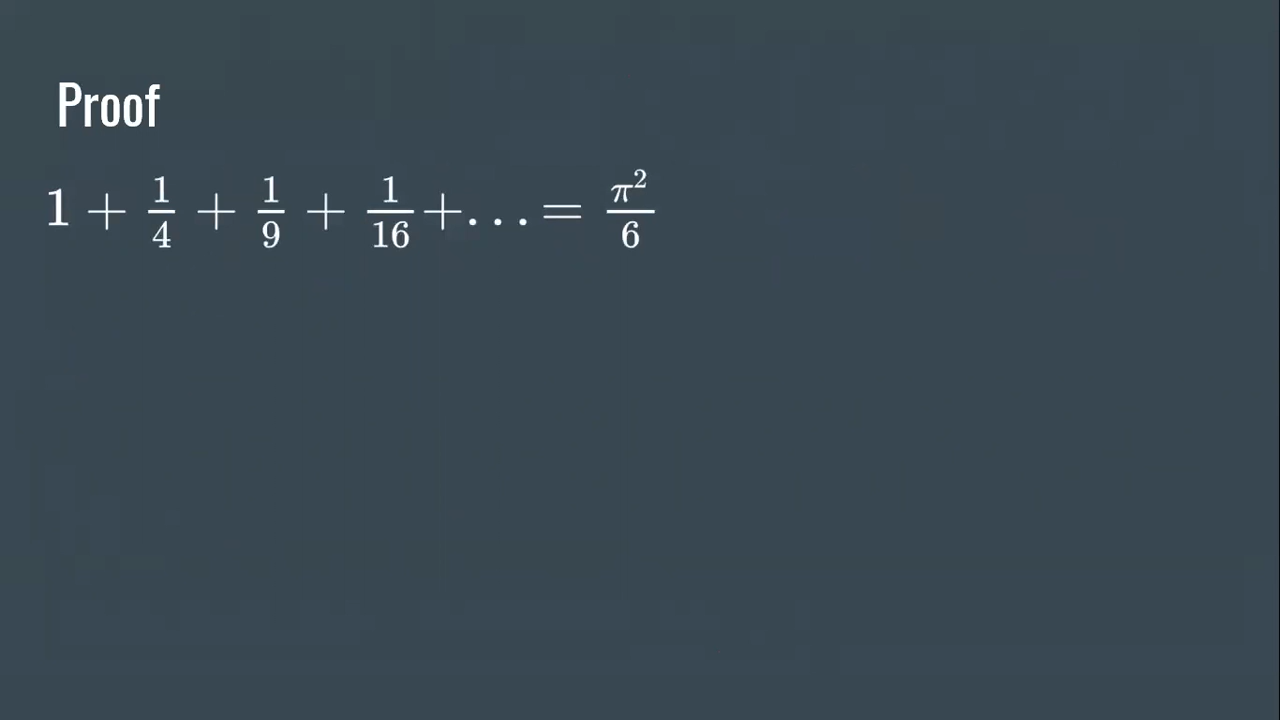 Proof
1 + 1/4 + 1/9 + 1/16 + ... = π²/6